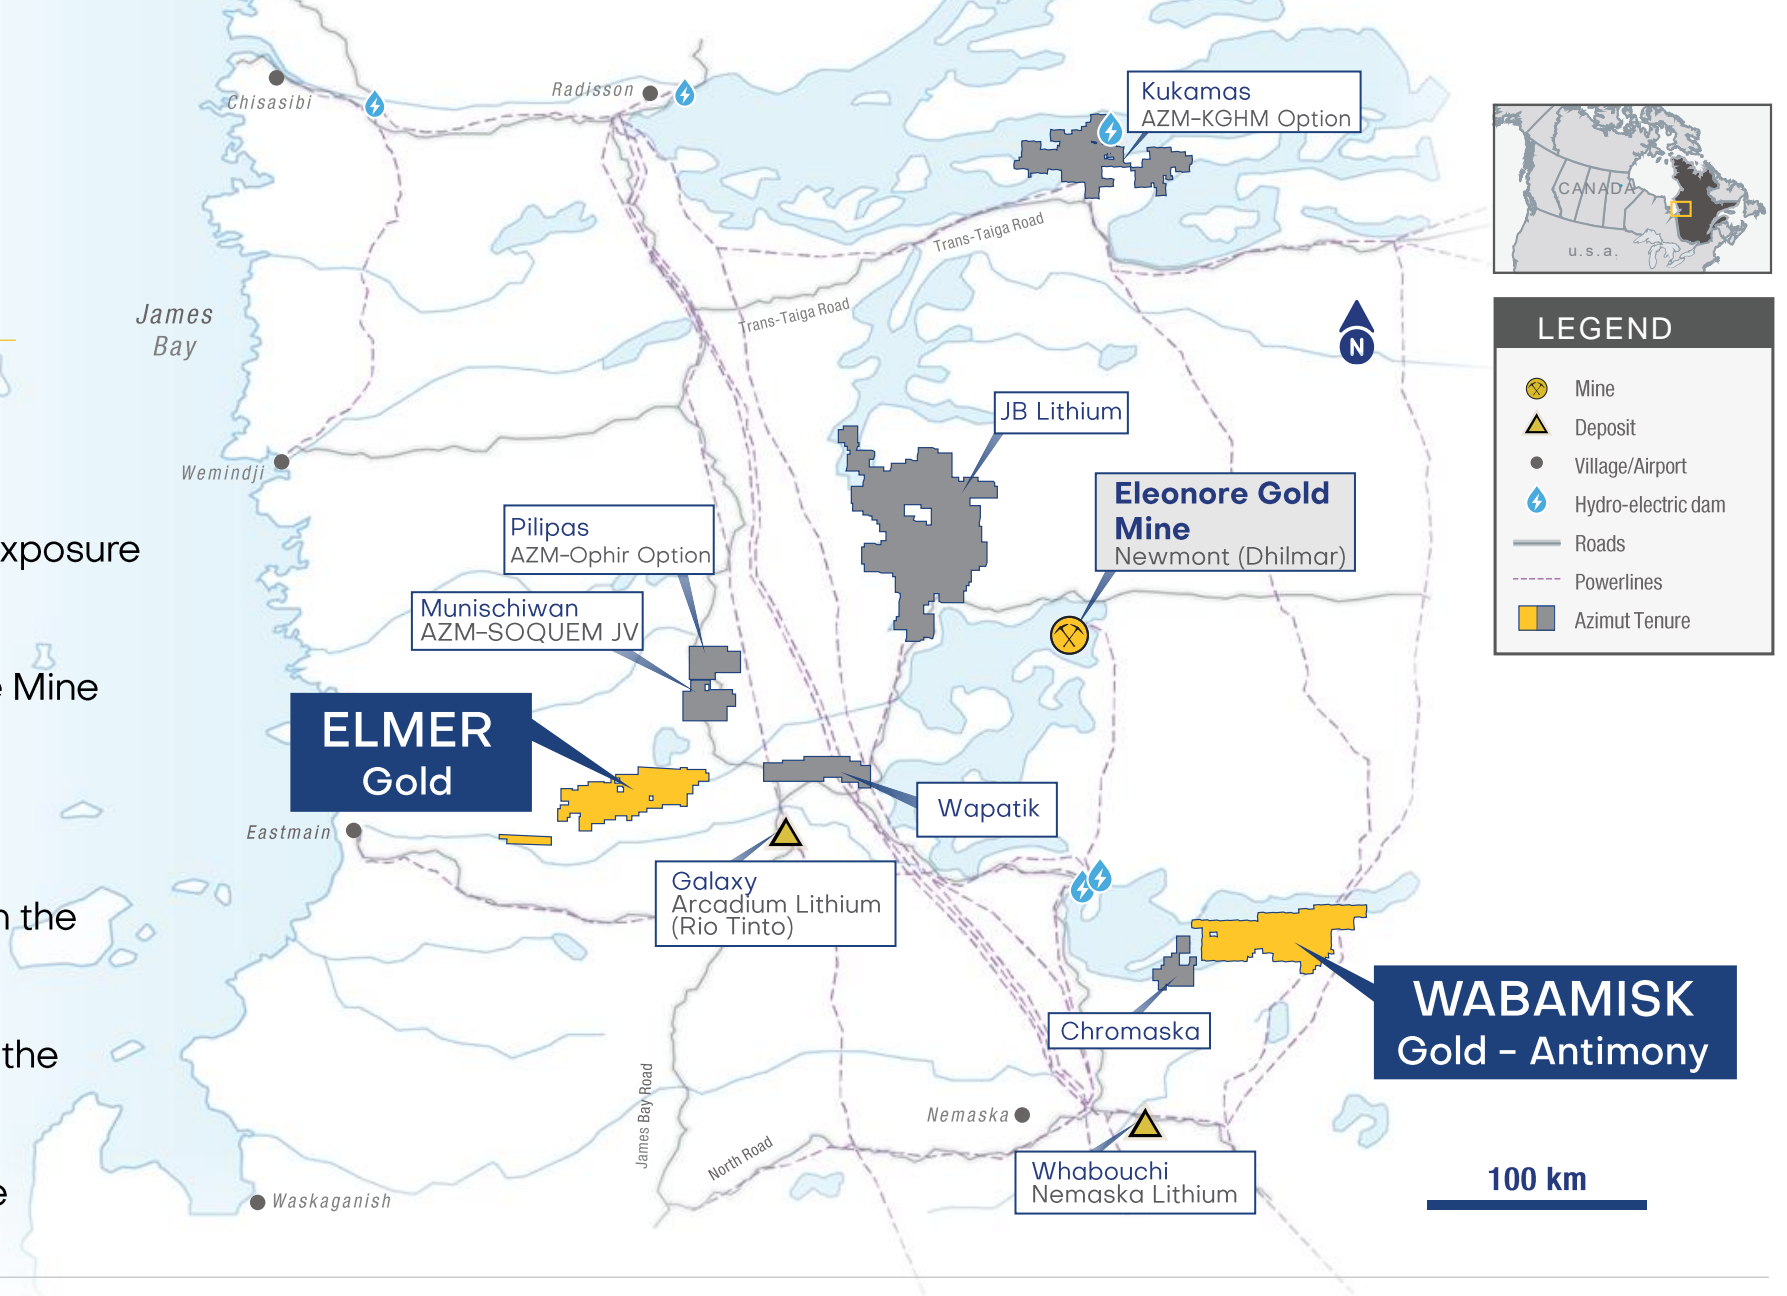 Chisasibi
Radisson
Kukamas
AZM-KGHM Option
CANADA
u.s.a.
Trans-Taiga Road
Trans-Taiga Road
James
Bay
N
LEGEND
Mine
Deposit
Village/Airport
Hydro-electric dam
Roads
Powerlines
Azimut Tenure
JB Lithium
Wemindji
Eleonore Gold
Mine
Newmont (Dhilmar)
Pilipas
AZM-Ophir Option
xposure
Munischiwan
AZM-SOQUEM JV
e Mine
ELMER
Gold
Wapatik
Eastmain
Galaxy
Arcadium Lithium
(Rio Tinto)
n the
WABAMISK
Gold - Antimony
Chromaska
the
James Bay Road
Nemaska
North Road
Whabouchi
Nemaska Lithium
100 km
e
Waskaganish